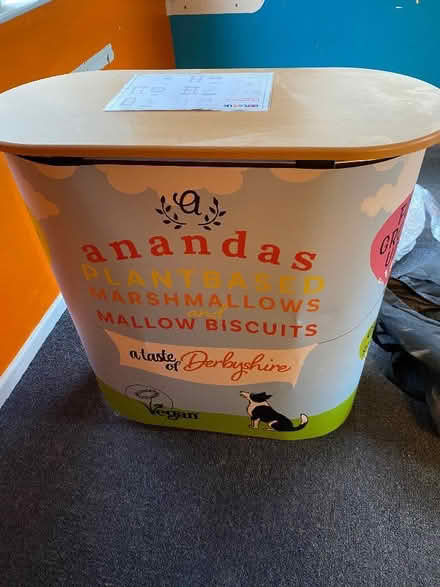 a
anandas
PLANTBASED
MARSHMALLOWS
and
MALLOW BISCUITS
a taste
of Derbyshire
Vegan